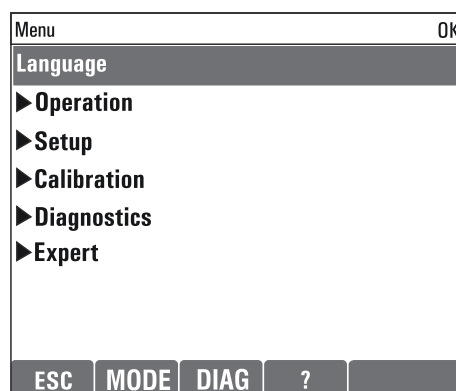 Menu OK
Language
▶Operation
▶Setup
▶Calibration
▶Diagnostics
▶Expert
ESC MODE DIAG ?